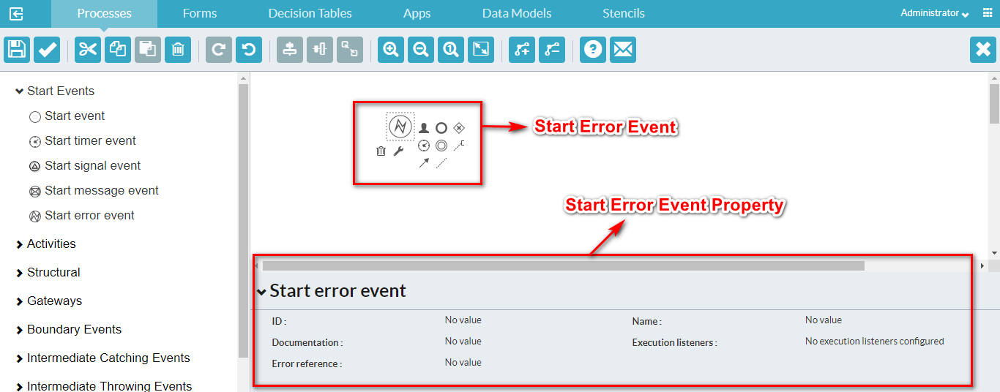 Processes Forms Decision Tables Apps Data Models Stencils Administrator
1
Start Events
Start event
Start timer event
Start signal event
Start message event
Start error event
Activities
Structural
Gateways
Boundary Events
Intermediate Catching Events
Intermediate Throwing Events
Start Error Event
Start Error Event Property
Start error event
ID : No value Name : No value
Documentation : No value Execution listeners : No execution listeners configured
Error reference : No value